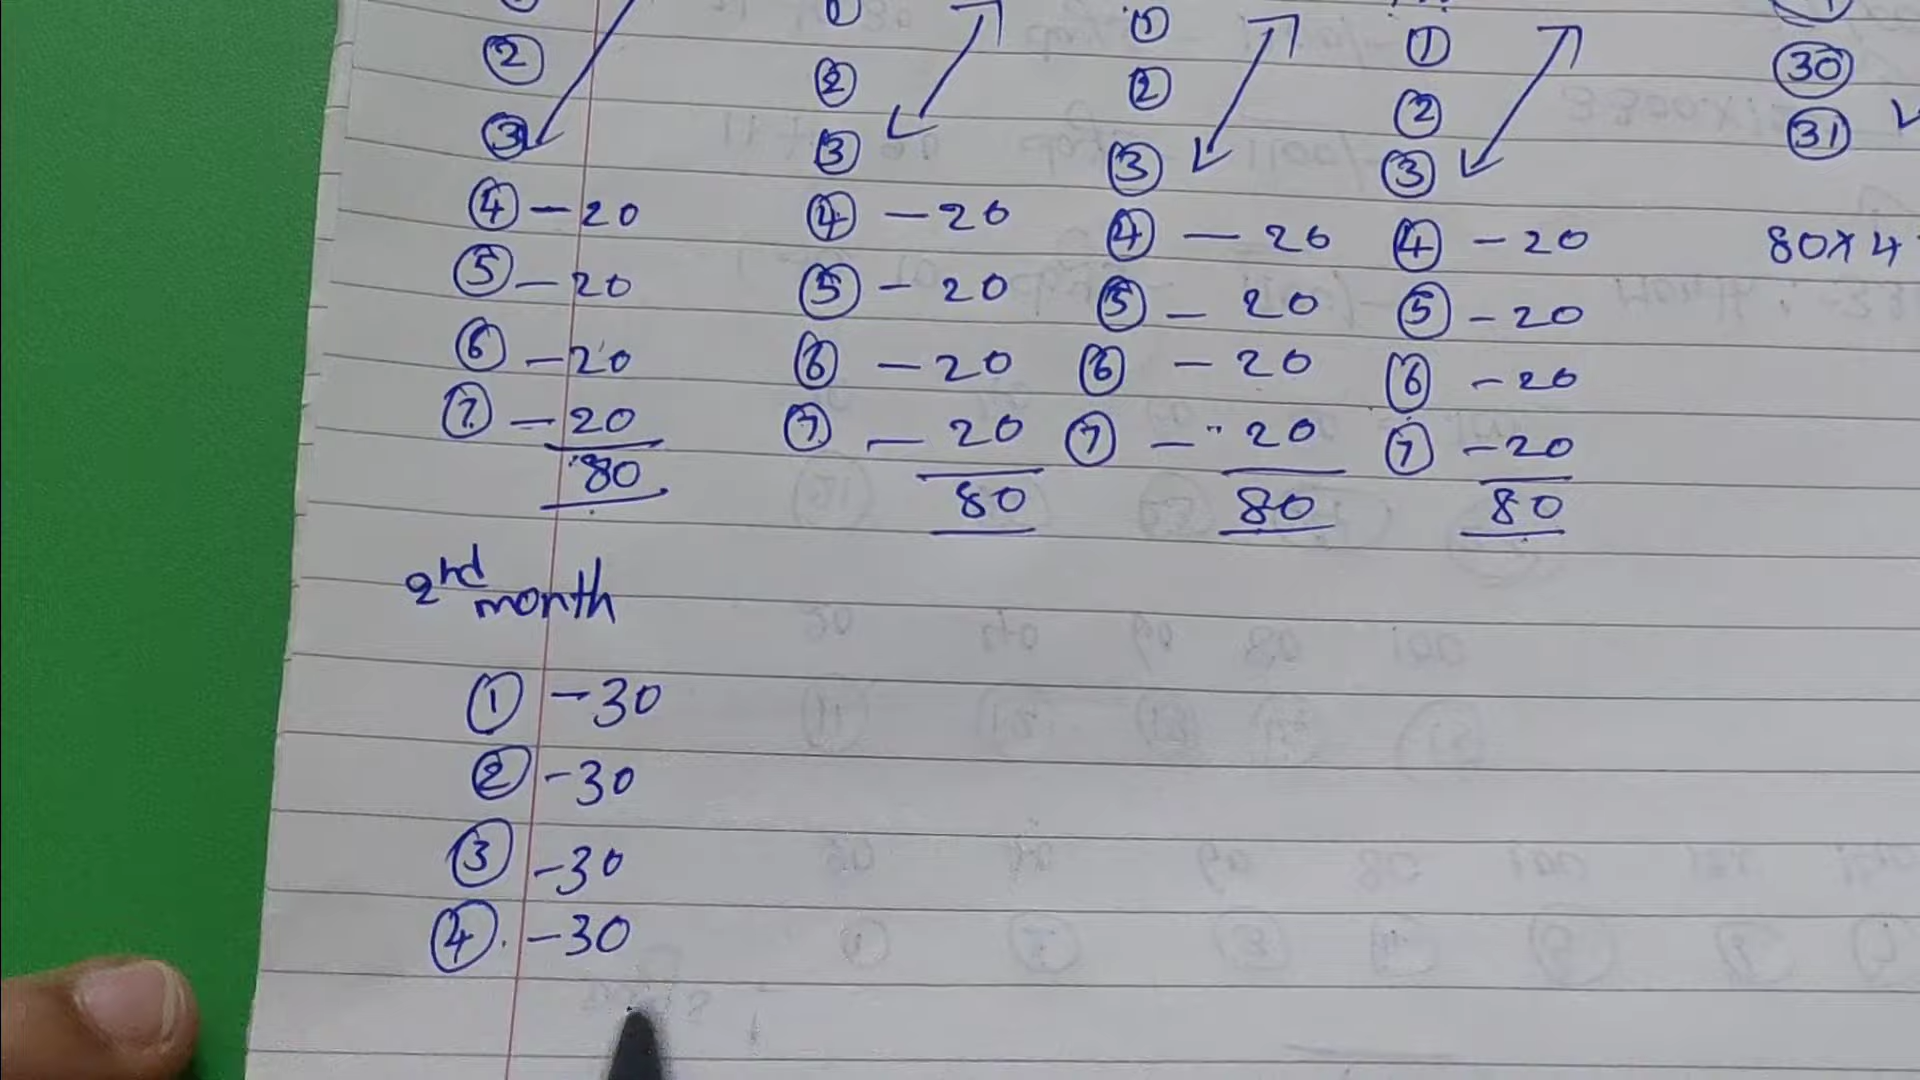 ① ① ①
② ② ② ② ㉚
③ ③ ③ ③ ㉛
④ - 20 ④ - 20 ④ - 20 ④ - 20 80 x 4
⑤ - 20 ⑤ - 20 ⑤ - 20 ⑤ - 20
⑥ - 20 ⑥ - 20 ⑥ - 20 ⑥ - 20
⑦ - 20 ⑦ - 20 ⑦ - 20 ⑦ - 20
80 80 80 80
2nd month
① - 30
② - 30
③ - 30
④ - 30